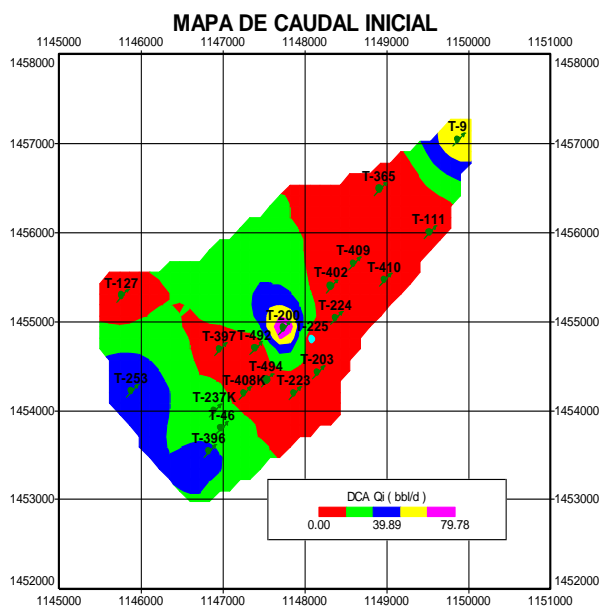 MAPA DE CAUDAL INICIAL
1145000 1146000 1147000 1148000 1149000 1150000 1151000
1458000 1458000
T-9
1457000 1457000
T-365
T-111
1456000 1456000
T-409
T-402 T-410
T-127
T-224
T-200
1455000 T-225 1455000
T-397 T-492
T-203
T-494
T-253 T-408K T-223
T-237K
1454000 1454000
T-46
T-396
1453000 1453000
DCA Qi ( bbl/d )
0.00 39.89 79.78
1452000 1452000
1145000 1146000 1147000 1148000 1149000 1150000 1151000